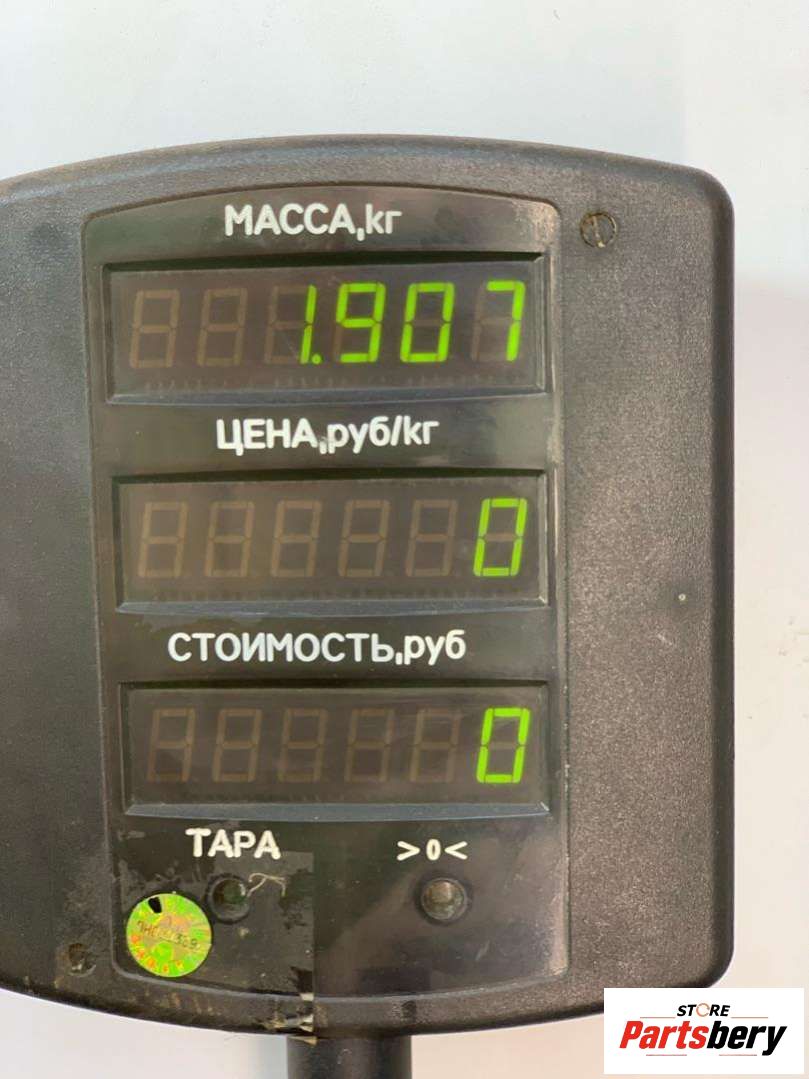 МАССА,кг
1.907
ЦЕНА,руб/кг
0
СТОИМОСТЬ,руб
0
ТАРА >0<
STORE
Partsbery